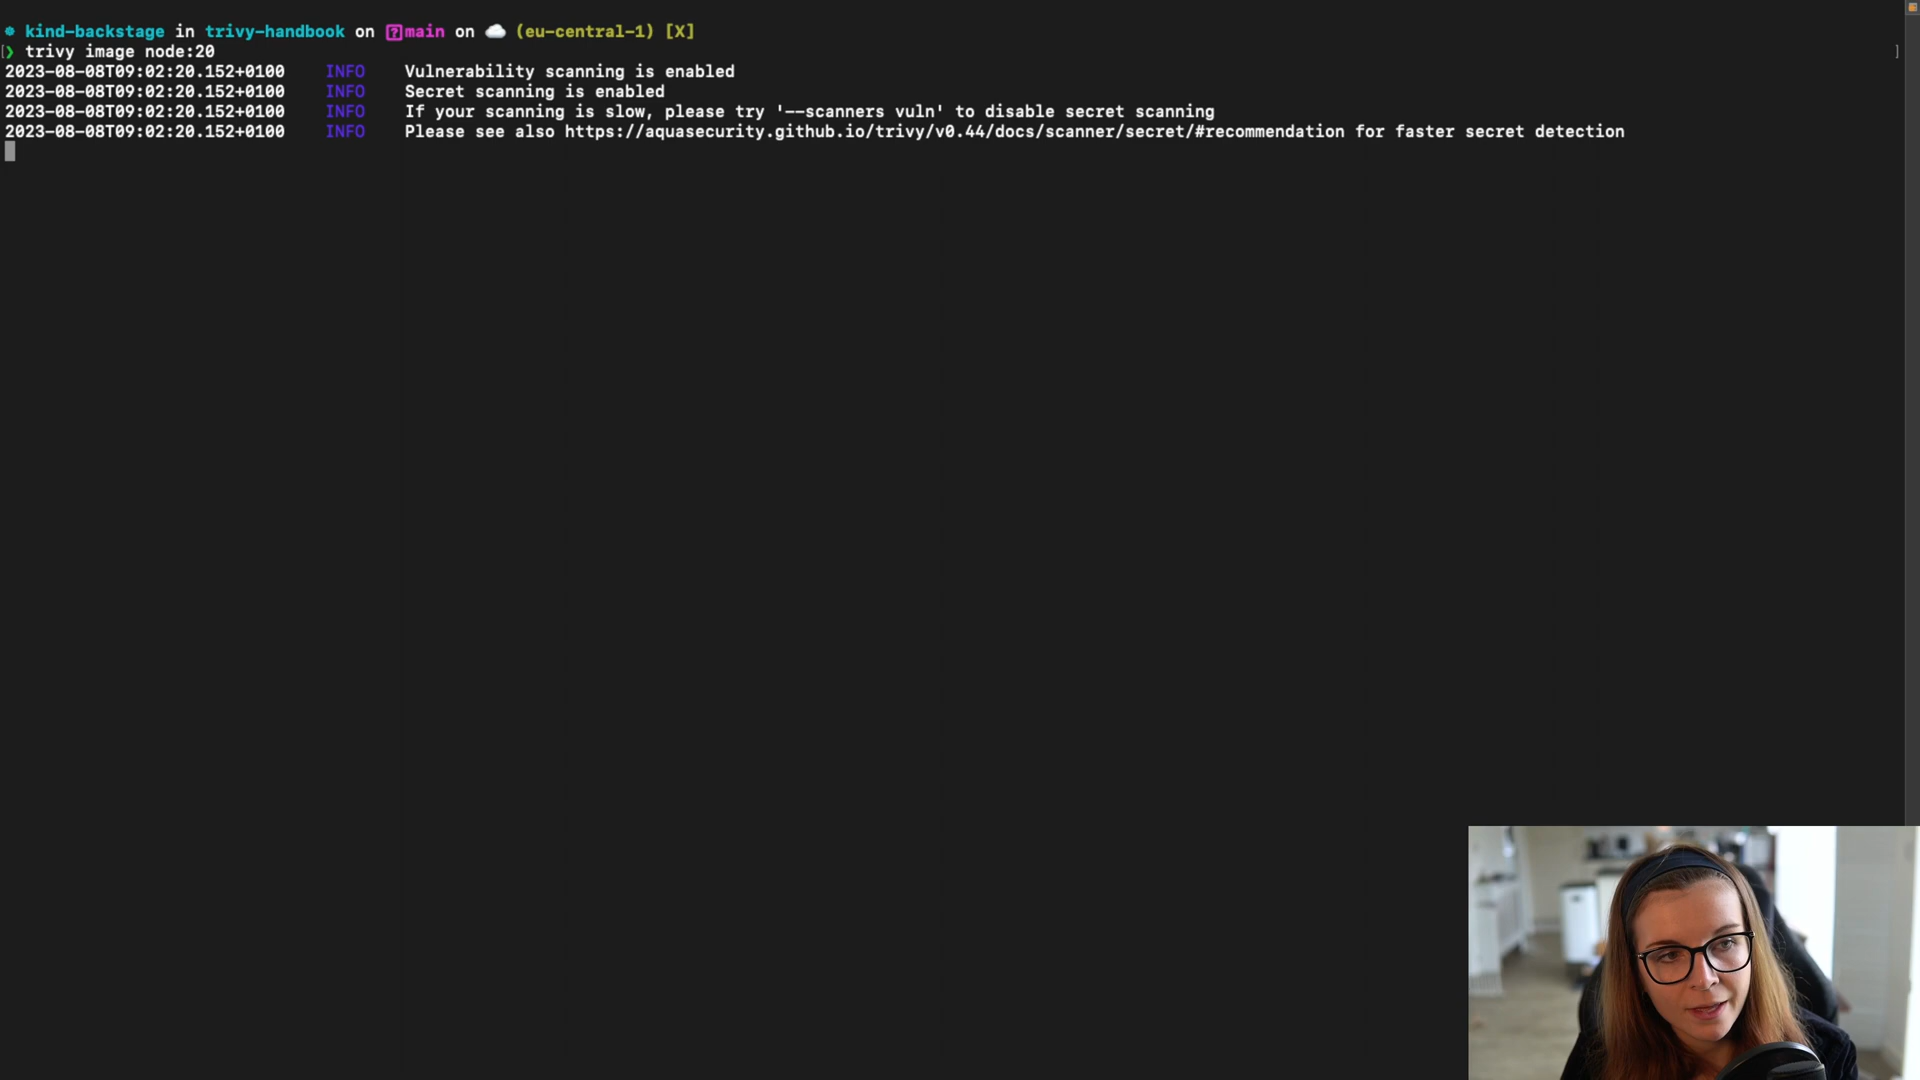 kind-backstage in trivy-handbook on main on (eu-central-1) [X]
❯ trivy image node:20
2023-08-08T09:02:20.152+0100 INFO Vulnerability scanning is enabled
2023-08-08T09:02:20.152+0100 INFO Secret scanning is enabled
2023-08-08T09:02:20.152+0100 INFO If your scanning is slow, please try '--scanners vuln' to disable secret scanning
2023-08-08T09:02:20.152+0100 INFO Please see also https://aquasecurity.github.io/trivy/v0.44/docs/scanner/secret/#recommendation for faster secret detection